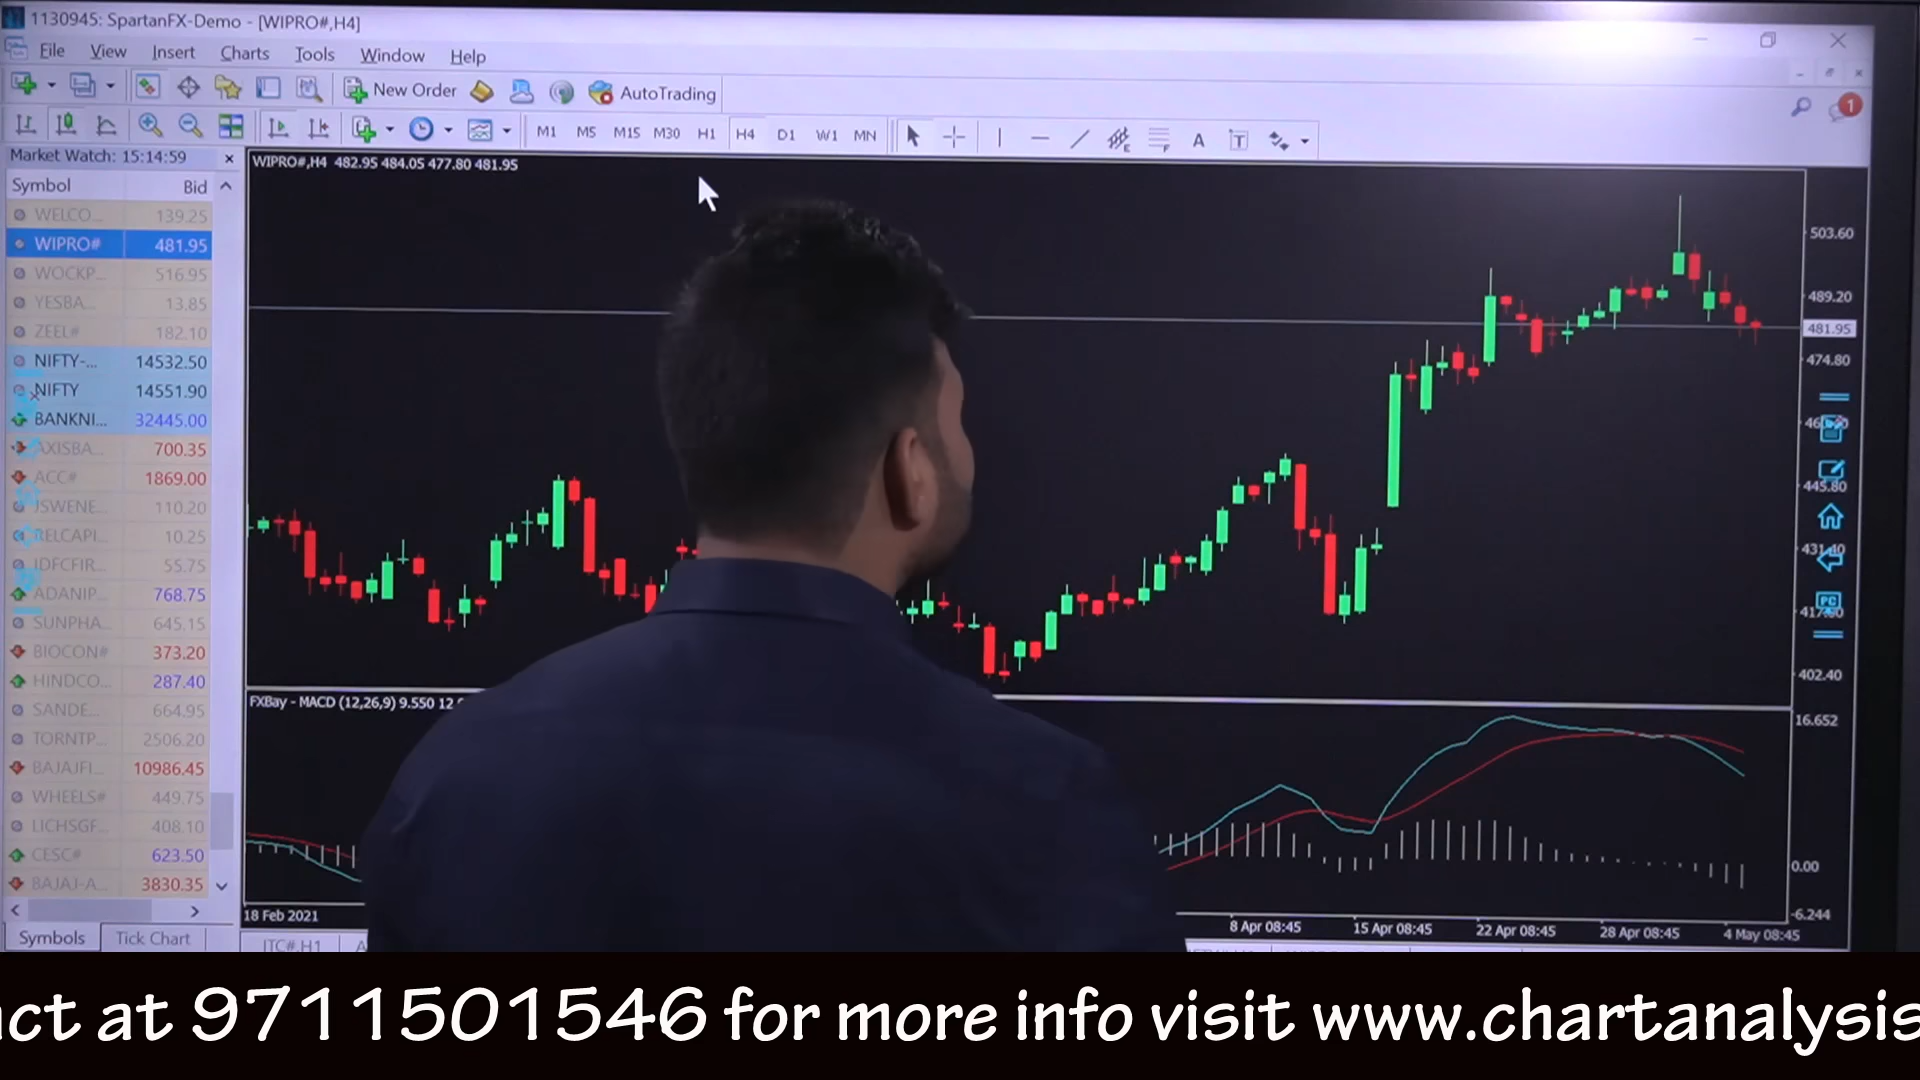 1130945: SpartanFX-Demo - [WIPRO#,H4]
File View Insert Charts Tools Window Help
New Order AutoTrading
1
M1 M5 M15 M30 H1 H4 D1 W1 MN A T
Market Watch: 15:14:59
Symbol Bid
WELCO... 139.25
WIPRO# 481.95
WOCKP... 516.95
YESBA... 13.85
ZEEL# 182.10
NIFTY-... 14532.50
NIFTY 14551.90
BANKNI... 32445.00
AXISBA... 700.35
ACC# 1869.00
JSWENE... 110.20
RELCAPI... 10.25
IDFCFIR... 55.75
ADANIP... 768.75
SUNPHA... 645.15
BIOCON# 373.20
HINDCO... 287.40
SANDE... 664.95
TORNTP... 2506.20
BAJAJFI... 10986.45
WHEELS# 449.75
LICHSGF... 408.10
CESC# 623.50
BAJAJ-A... 3830.35
Symbols Tick Chart
WIPRO#,H4 482.95 484.05 477.80 481.95
503.60
489.20
481.95
474.80
445.80
431.40
PC
402.40
FXBay - MACD (12,26,9) 9.550
16.652
0.00
-6.244
18 Feb 2021 8 Apr 08:45 15 Apr 08:45 22 Apr 08:45 28 Apr 08:45 4 May 08:45
ITC#,H1
act at 9711501546 for more info visit www.chartanalysis